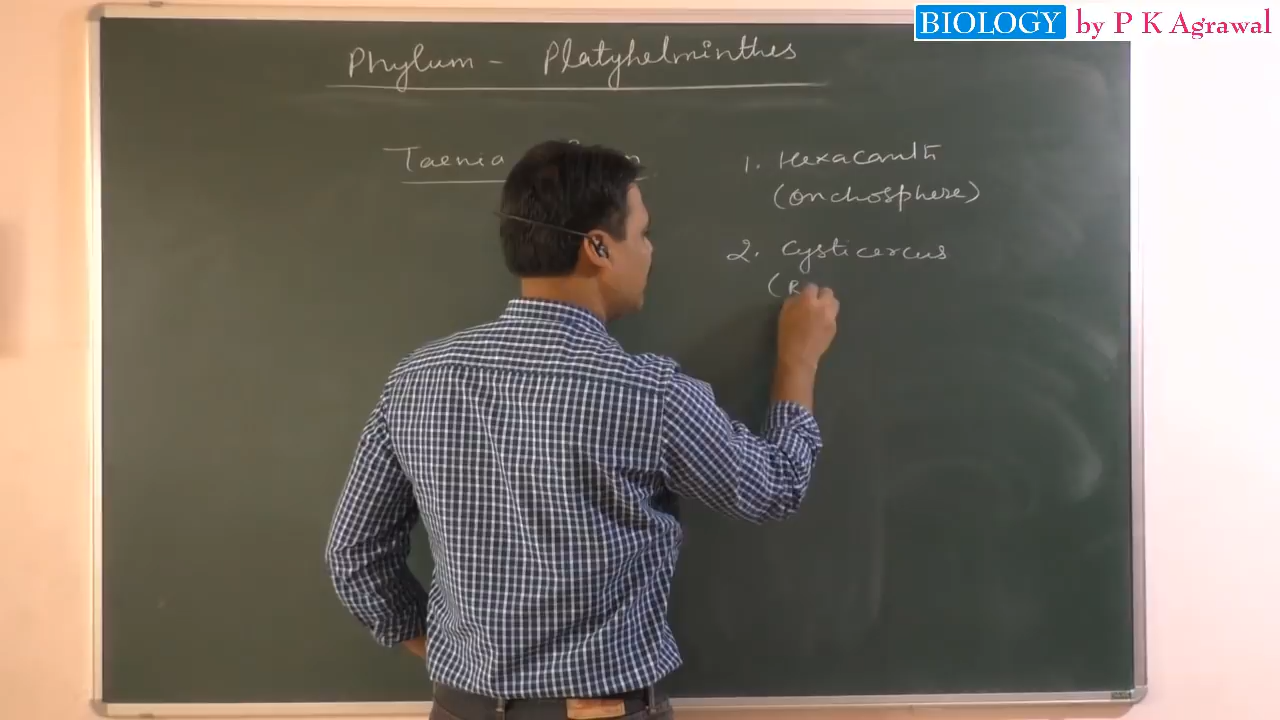 BIOLOGY by P K Agrawal
Phylum - Platyhelminthes
Taenia
1. Hexacanth
(onchosphere)
2. Cysticercus
(B